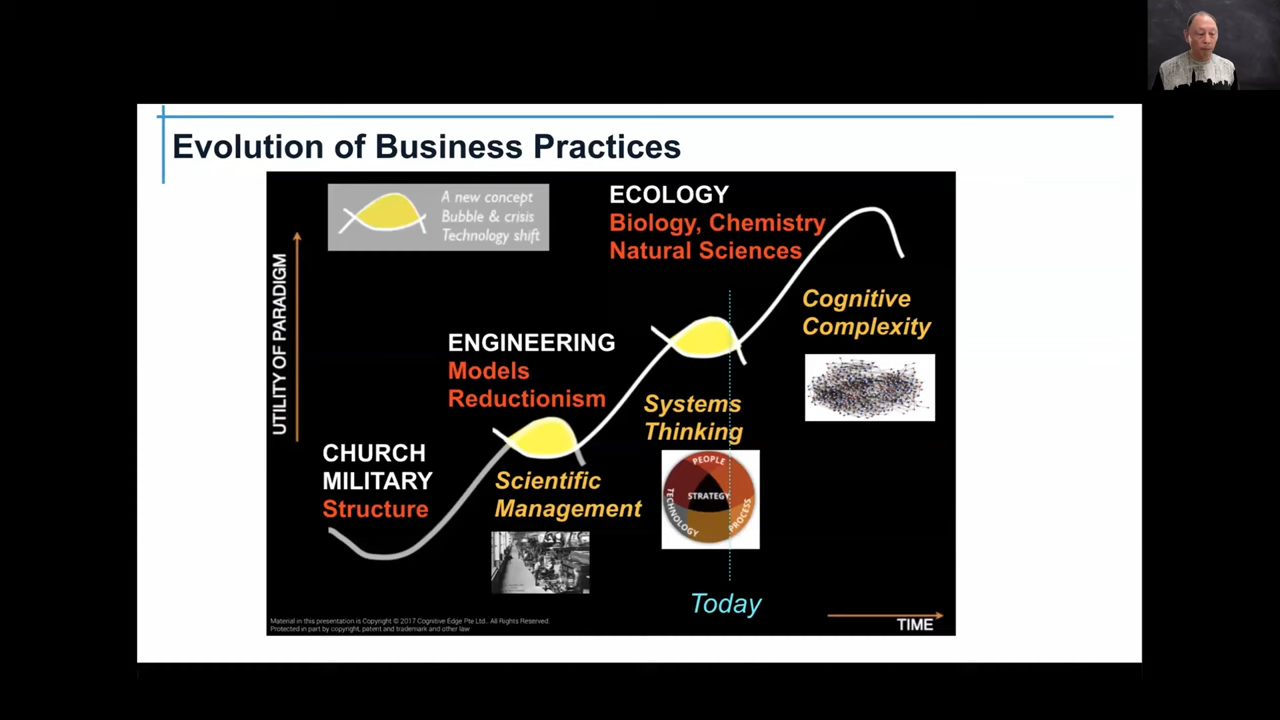 Evolution of Business Practices
A new concept
Bubble & crisis
Technology shift
ECOLOGY
Biology, Chemistry
Natural Sciences
UTILITY OF PARADIGM
Cognitive
Complexity
ENGINEERING
Models
Reductionism
Systems
Thinking
CHURCH
MILITARY
Structure
Scientific
Management
PEOPLE
STRATEGY
TECHNOLOGY
PROCESS
Today
TIME
Material in this presentation is Copyright © 2017 Cognitive Edge Pte Ltd.. All Rights Reserved.
Protected in part by copyright, patent and trademark and other law